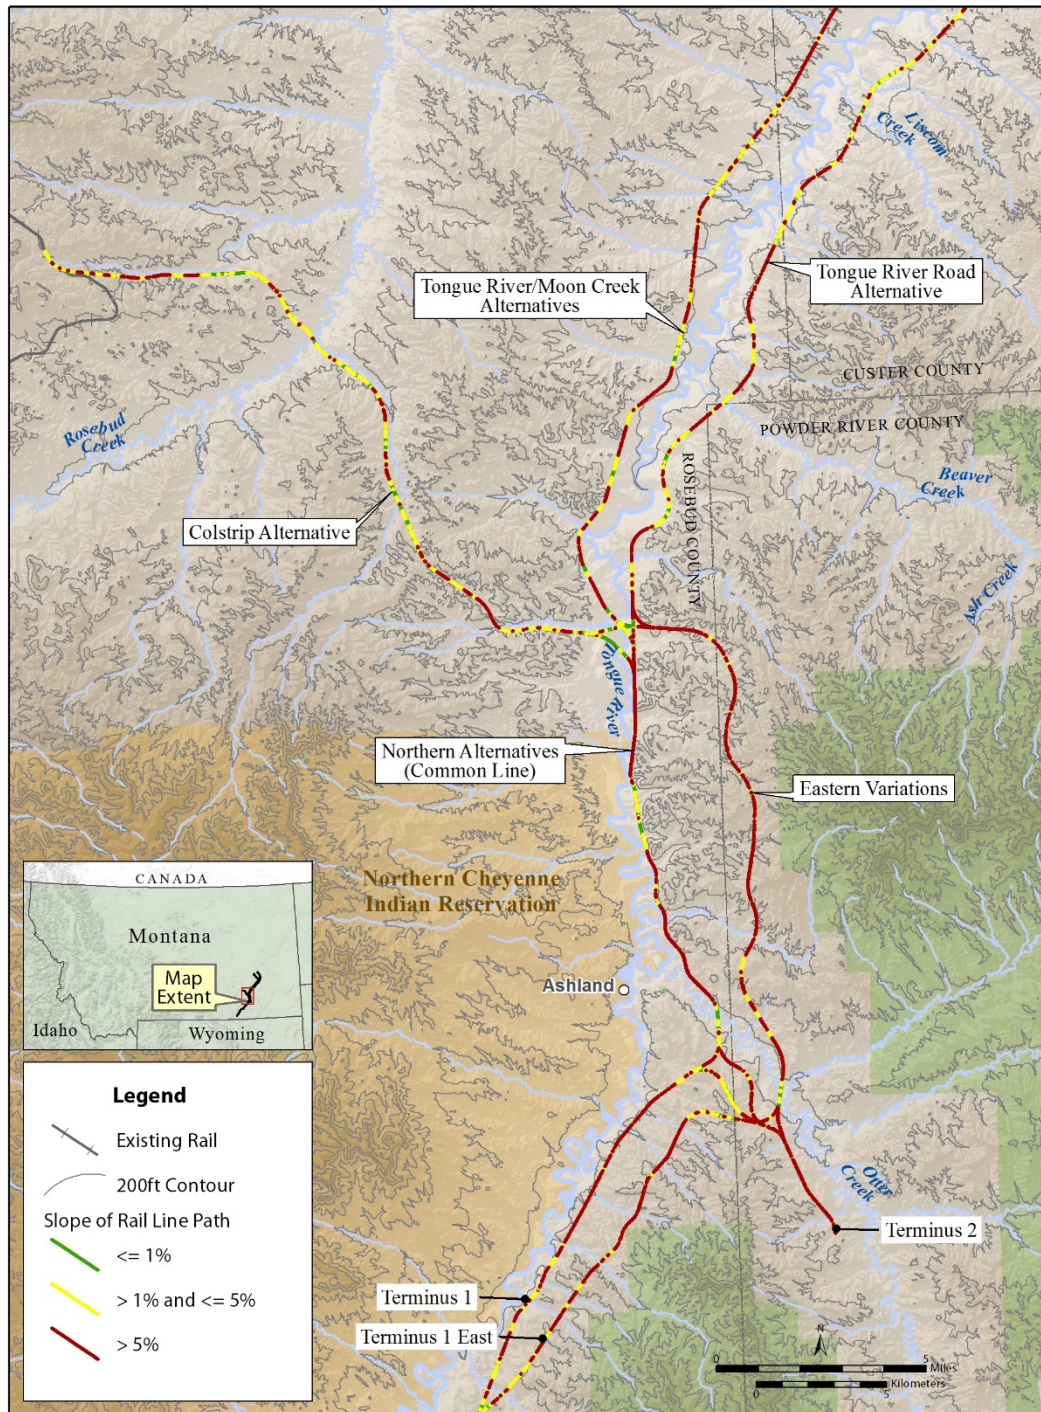 Liscom
Creek
Tongue River/Moon Creek
Alternatives
Tongue River Road
Alternative
CUSTER COUNTY
POWDER RIVER COUNTY
Rosebud
Creek
ROSEBUD COUNTY
Beaver
Creek
Colstrip Alternative
Ash Creek
Tongue River
Northern Alternatives
(Common Line)
Eastern Variations
Northern Cheyenne
Indian Reservation
CANADA
Montana
Map
Extent
Idaho
Wyoming
Ashland
Legend
Existing Rail
200ft Contour
Slope of Rail Line Path
<= 1%
> 1% and <= 5%
> 5%
Otter
Creek
Terminus 2
Terminus 1
Terminus 1 East
N
0 5
Miles
Kilometers
0 5